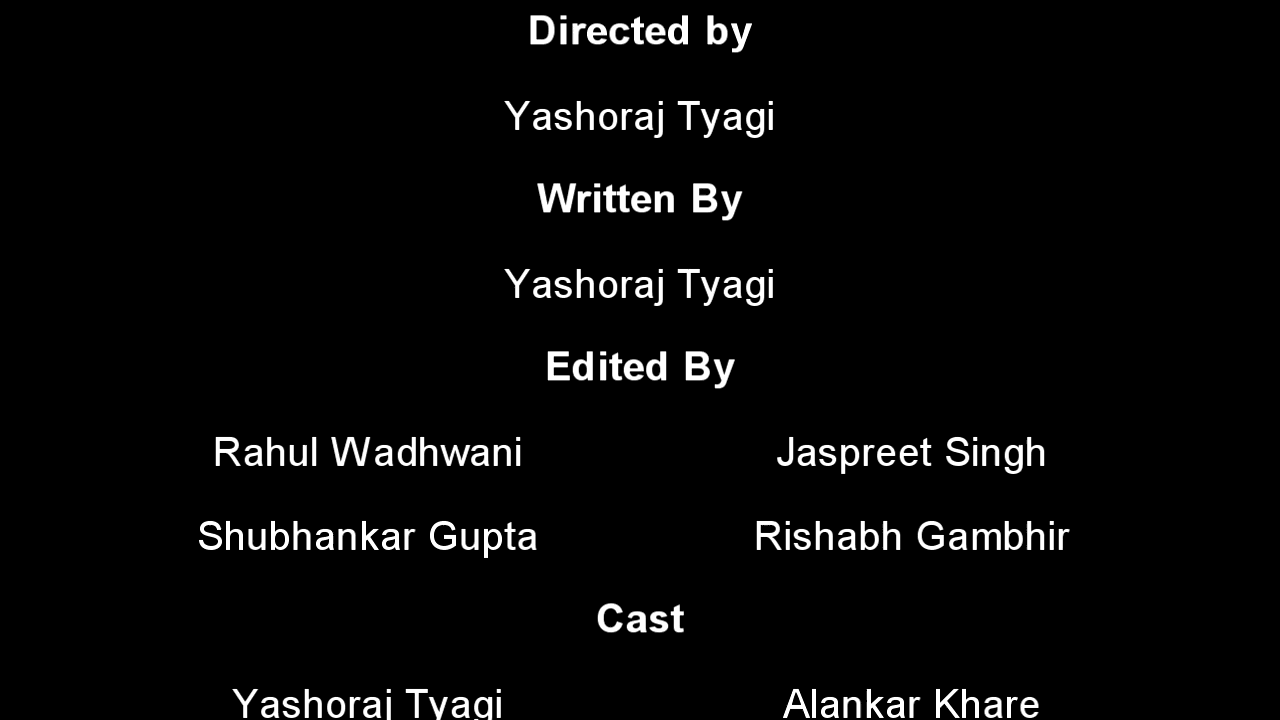 Directed by
Yashoraj Tyagi
Written By
Yashoraj Tyagi
Edited By
Rahul Wadhwani Jaspreet Singh
Shubhankar Gupta Rishabh Gambhir
Cast
Yashoraj Tyagi Alankar Khare